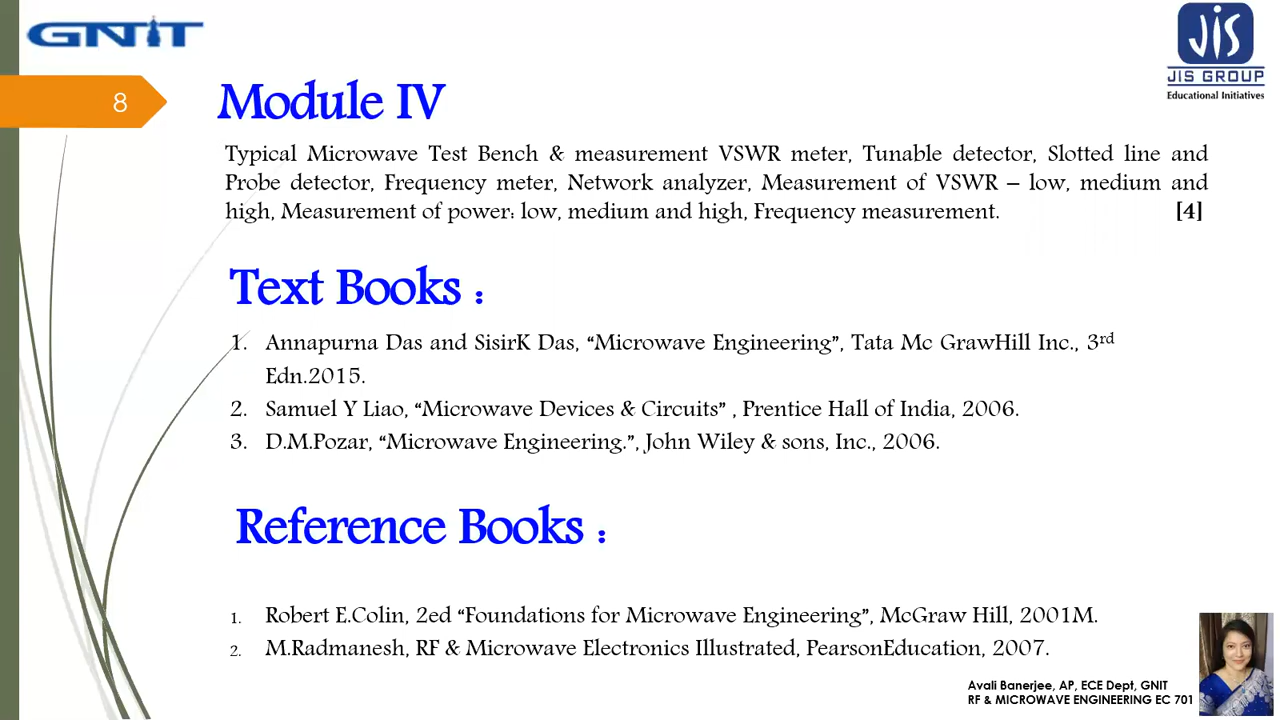 GNIT
JIS
JIS GROUP
Educational Initiatives
8
Module IV
Typical Microwave Test Bench & measurement VSWR meter, Tunable detector, Slotted line and
Probe detector, Frequency meter, Network analyzer, Measurement of VSWR – low, medium and
high, Measurement of power: low, medium and high, Frequency measurement. [4]
Text Books :
1. Annapurna Das and SisirK Das, “Microwave Engineering”, Tata Mc GrawHill Inc., 3rd
Edn.2015.
2. Samuel Y Liao, “Microwave Devices & Circuits” , Prentice Hall of India, 2006.
3. D.M.Pozar, “Microwave Engineering.”, John Wiley & sons, Inc., 2006.
Reference Books :
1. Robert E.Colin, 2ed “Foundations for Microwave Engineering”, McGraw Hill, 2001M.
2. M.Radmanesh, RF & Microwave Electronics Illustrated, PearsonEducation, 2007.
Avali Banerjee, AP, ECE Dept, GNIT
RF & MICROWAVE ENGINEERING EC 701